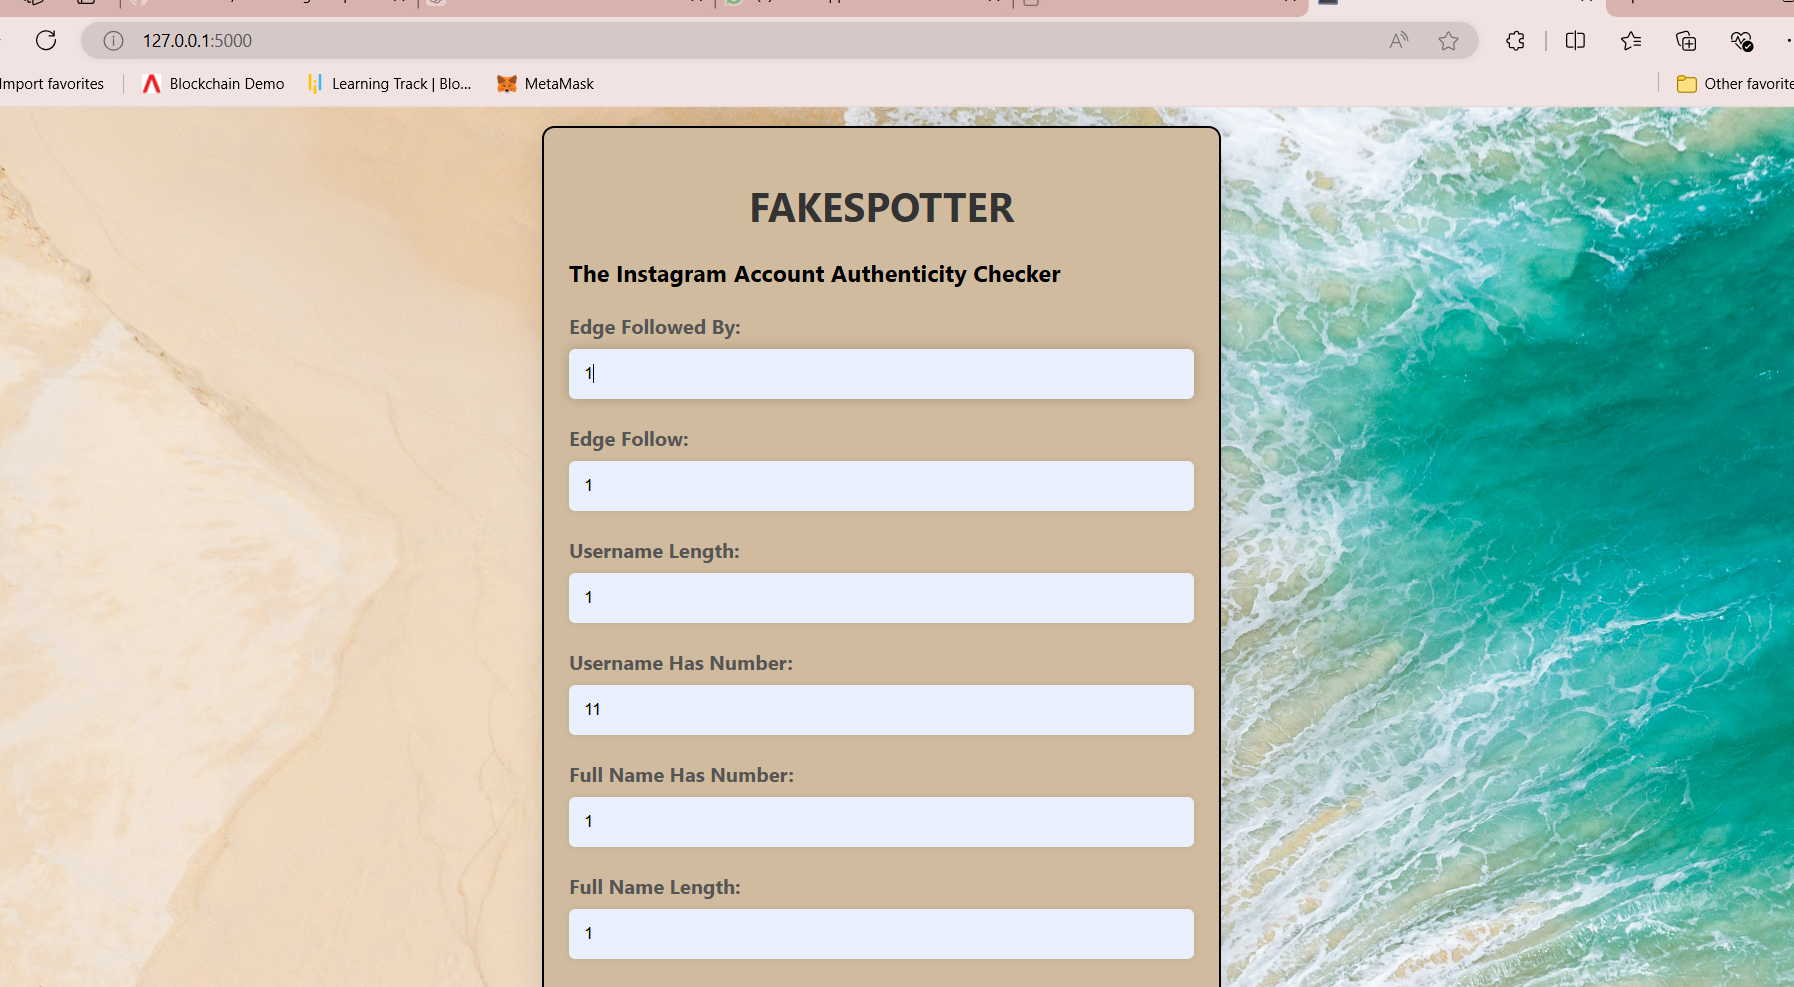 127.0.0.1:5000
Import favorites
Blockchain Demo
Learning Track | Blo...
MetaMask
Other favorite
FAKESPOTTER
The Instagram Account Authenticity Checker
Edge Followed By:
1
Edge Follow:
1
Username Length:
1
Username Has Number:
11
Full Name Has Number:
1
Full Name Length:
1